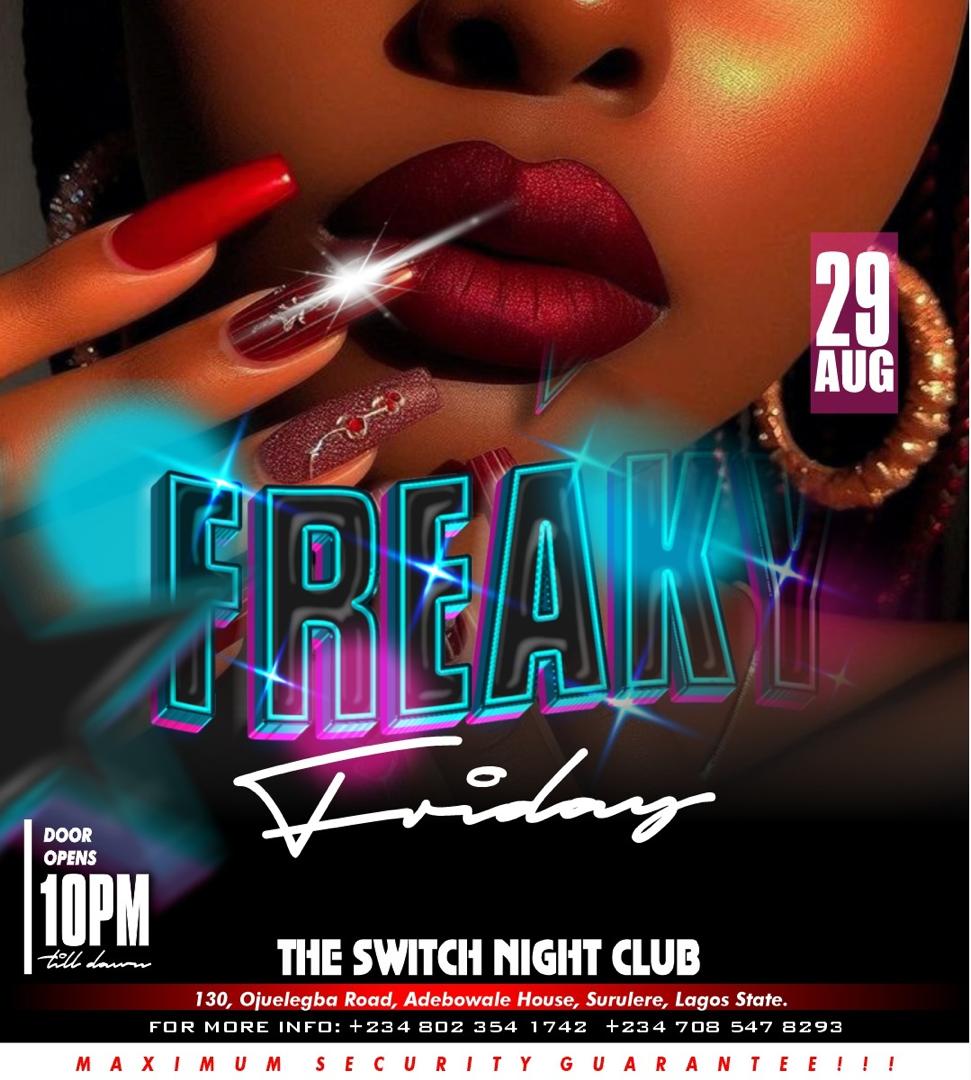 29
AUG
FREAKY
Friday
DOOR
OPENS
10PM
till dawn
THE SWITCH NIGHT CLUB
130, Ojuelegba Road, Adebowale House, Surulere, Lagos State.
FOR MORE INFO: +234 802 354 1742 +234 708 547 8293
MAXIMUM SECURITY GUARANTEE!!!